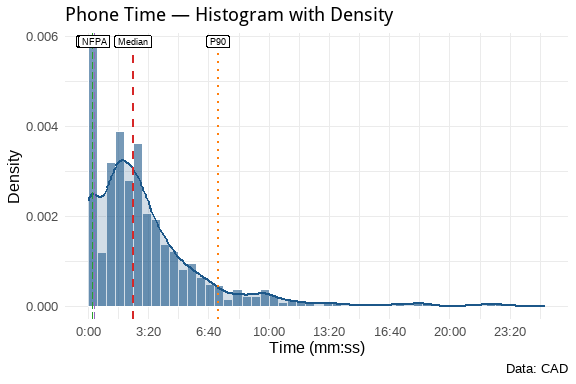 Phone Time — Histogram with Density
NFPA
Median
P90
0.006
0.004
0.002
0.000
Density
0:00
3:20
6:40
10:00
13:20
16:40
20:00
23:20
Time (mm:ss)
Data: CAD